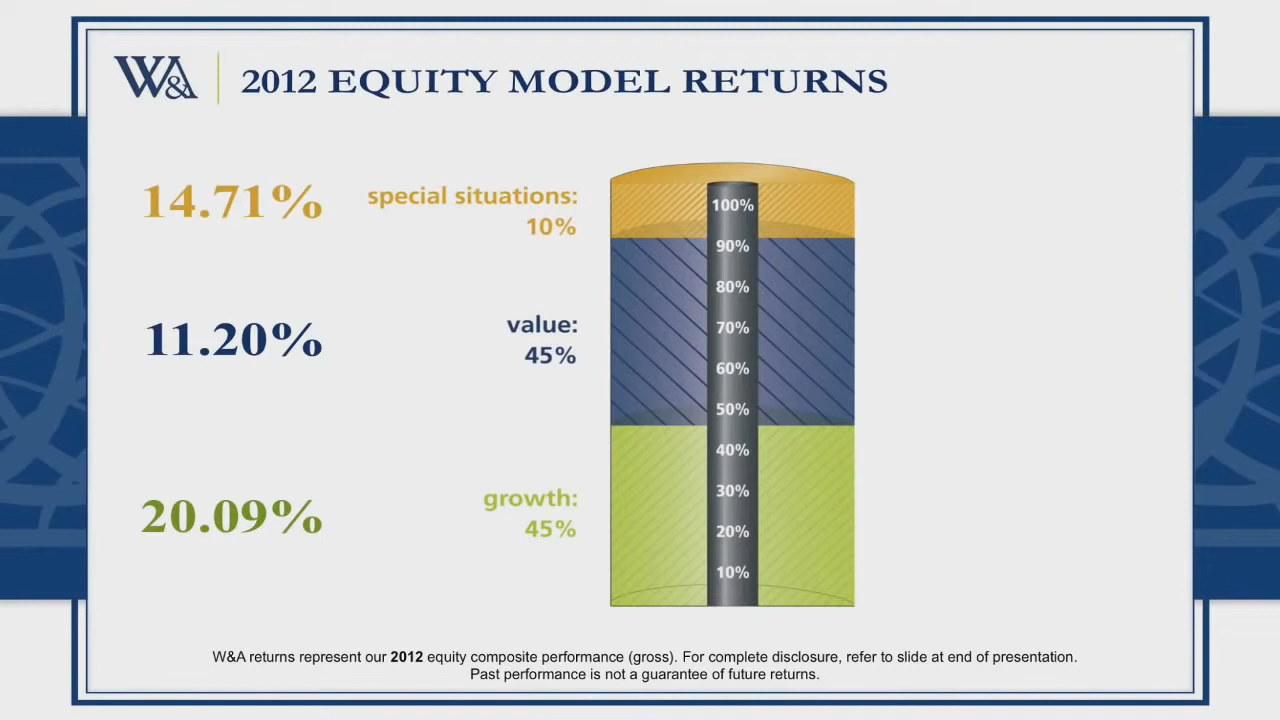 W&A
2012 EQUITY MODEL RETURNS
14.71%
special situations:
10%
11.20%
value:
45%
20.09%
growth:
45%
100%
90%
80%
70%
60%
50%
40%
30%
20%
10%
W&A returns represent our 2012 equity composite performance (gross). For complete disclosure, refer to slide at end of presentation.
Past performance is not a guarantee of future returns.